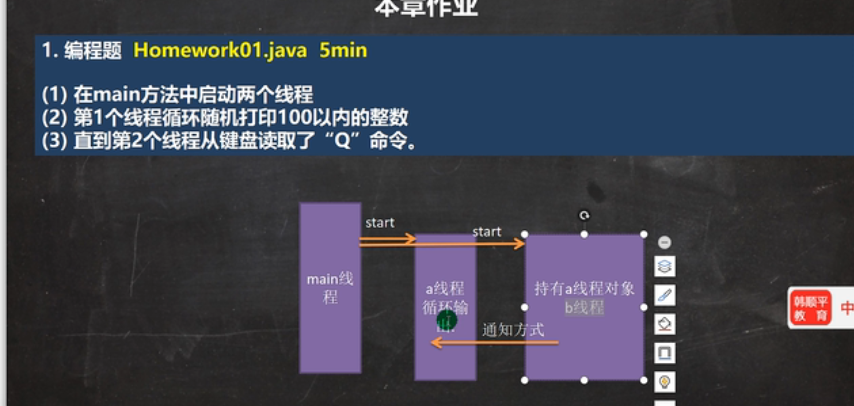 本章作业
1. 编程题 Homework01.java 5min
(1) 在main方法中启动两个线程
(2) 第1个线程循环随机打印100以内的整数
(3) 直到第2个线程从键盘读取了“Q”命令。
start
start
main线
程
a线程
循环输
持有a线程对象
b线程
通知方式
韩顺平
教 育
中